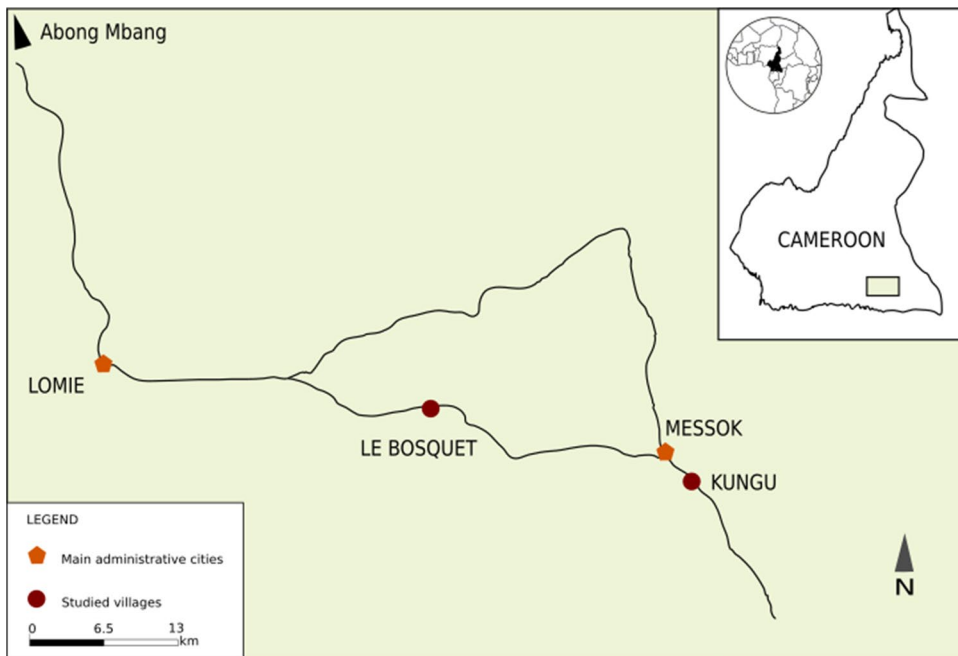 Abong Mbang
CAMEROON
LOMIE
LE BOSQUET
MESSOK
KUNGU
LEGEND
Main administrative cities
Studied villages
0 6.5 13
km
N